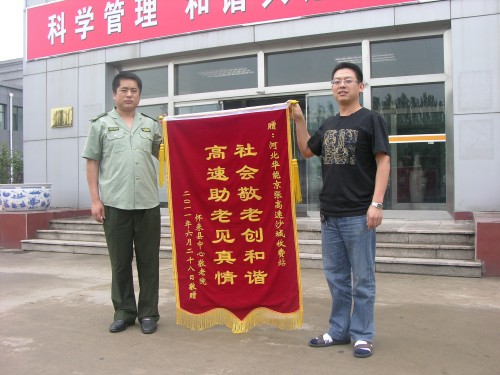 科学管理 和谐
赠：河北华能京张高速沙城收费站
社会敬老创和谐
高速助老见真情
怀来县中心敬老院
二〇一一年六月二十八日敬赠